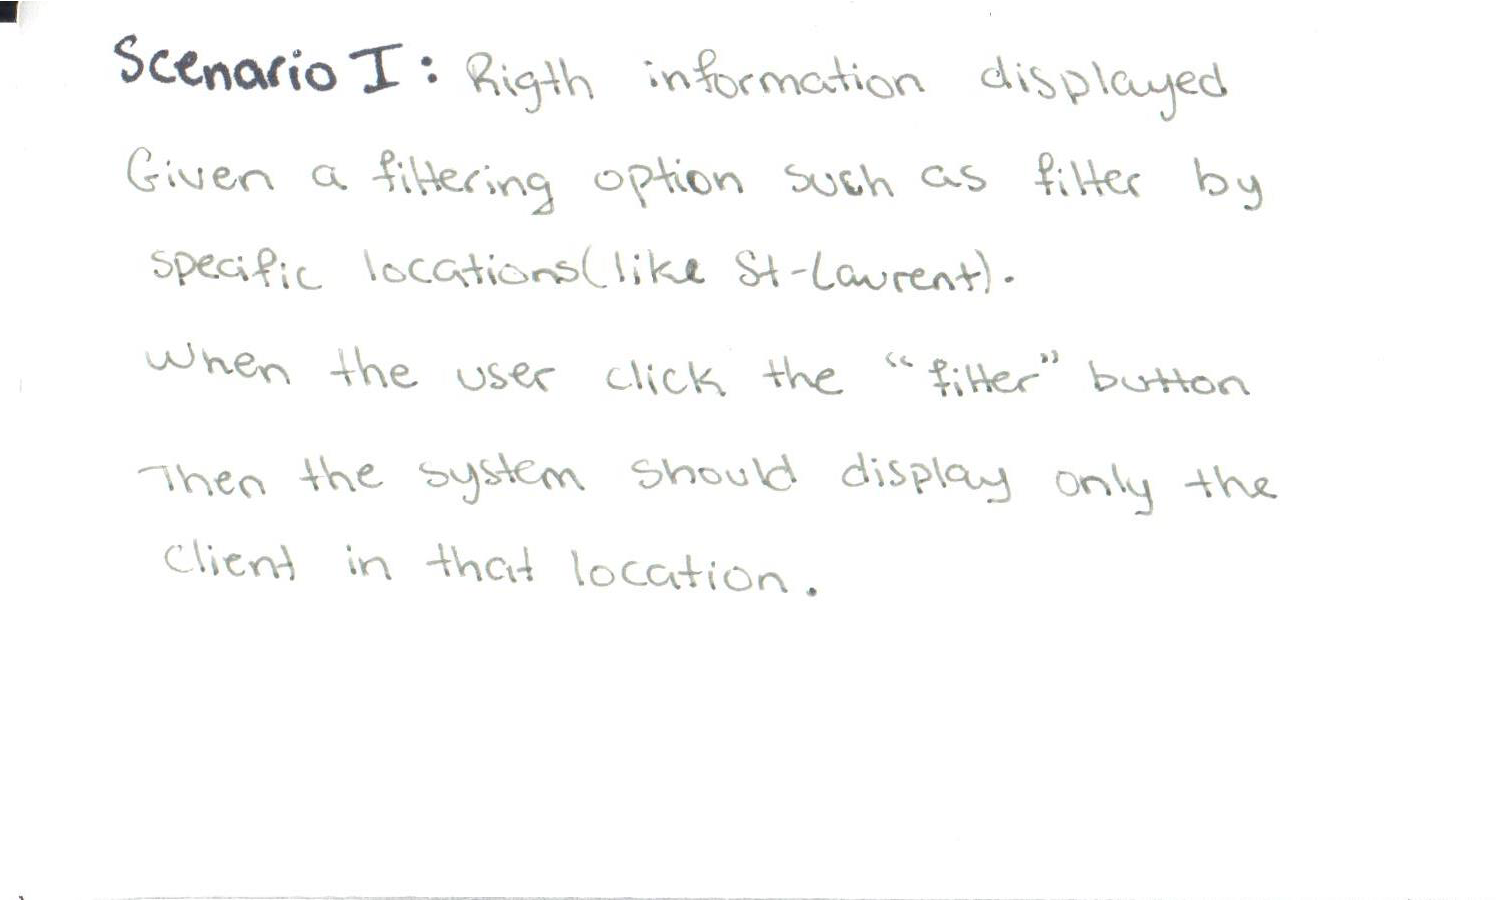 Scenario I: Rigth information displayed
Given a filtering option such as filter by
specific locations(like St-Laurent).
When the user click the “filter” button
Then the system should display only the
client in that location.